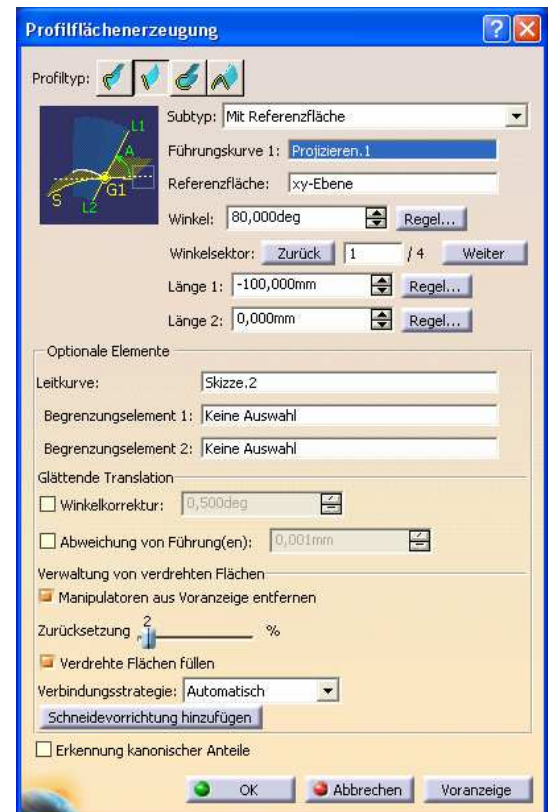 Profilflächenerzeugung
Profiltyp:
Subtyp: Mit Referenzfläche
Führungskurve 1: Projizieren.1
Referenzfläche: xy-Ebene
Winkel: 80,000deg Regel...
Winkelsektor: Zurück 1 / 4 Weiter
Länge 1: -100,000mm Regel...
Länge 2: 0,000mm Regel...
L1
A
G1
S
L2
Optionale Elemente
Leitkurve: Skizze.2
Begrenzungselement 1: Keine Auswahl
Begrenzungselement 2: Keine Auswahl
Glättende Translation
Winkelkorrektur: 0,500deg
Abweichung von Führung(en): 0,001mm
Verwaltung von verdrehten Flächen
Manipulatoren aus Voranzeige entfernen
Zurücksetzung 2 %
Verdrehte Flächen füllen
Verbindungsstrategie: Automatisch
Schneidevorrichtung hinzufügen
Erkennung kanonischer Anteile
OK Abbrechen Voranzeige